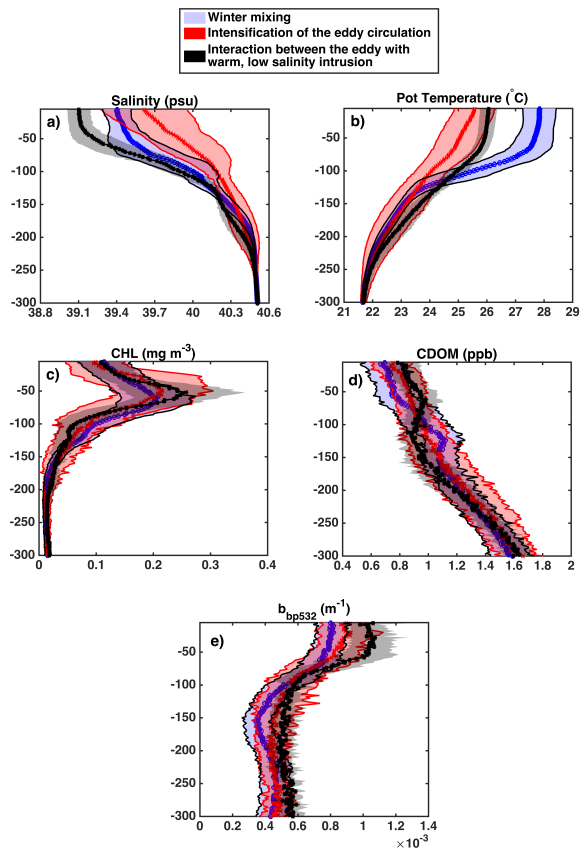 Winter mixing
Intensification of the eddy circulation
Interaction between the eddy with
warm, low salinity intrusion
Salinity (psu)
a)
0
-50
-100
-150
-200
-250
-300
38.8 39.1 39.4 39.7 40 40.3 40.6
Pot Temperature (°C)
b)
0
-50
-100
-150
-200
-250
-300
21 22 23 24 25 26 27 28 29
CHL (mg m-3)
c)
0
-50
-100
-150
-200
-250
-300
0 0.1 0.2 0.3 0.4
CDOM (ppb)
d)
0
-50
-100
-150
-200
-250
-300
0.4 0.6 0.8 1 1.2 1.4 1.6 1.8 2
bbp532 (m-1)
e)
0
-50
-100
-150
-200
-250
-300
0 0.2 0.4 0.6 0.8 1 1.2 1.4
×10-3